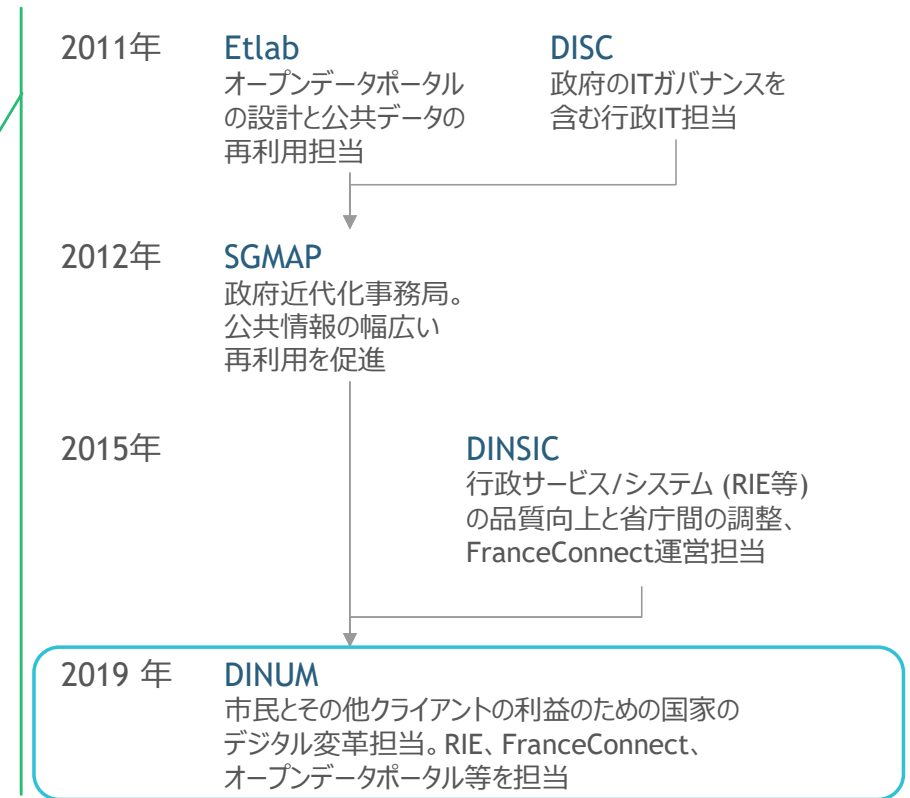 2011年
Etlab
オープンデータポータル
の設計と公共データの
再利用担当
DISC
政府のITガバナンスを
含む行政IT担当
2012年
SGMAP
政府近代化事務局。
公共情報の幅広い
再利用を促進
2015年
DINSIC
行政サービス/システム (RIE等)
の品質向上と省庁間の調整、
FranceConnect運営担当
2019 年
DINUM
市民とその他クライアントの利益のための国家の
デジタル変革担当。RIE、FranceConnect、
オープンデータポータル等を担当